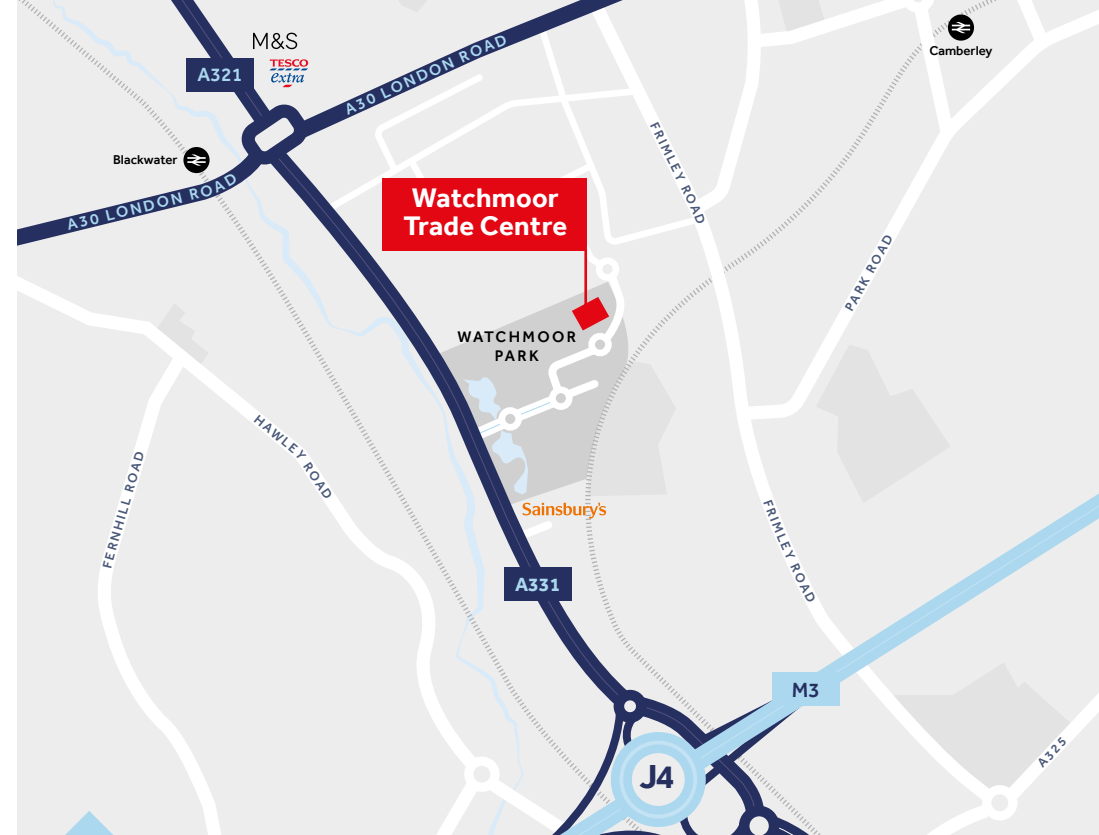 M&S
TESCO
extra
A321
A30 LONDON ROAD
Camberley
Blackwater
A30 LONDON ROAD
FRIMLEY ROAD
Watchmoor
Trade Centre
PARK ROAD
WATCHMOOR
PARK
HAWLEY ROAD
FERNHILL ROAD
Sainsbury's
FRIMLEY ROAD
A331
M3
J4
A325